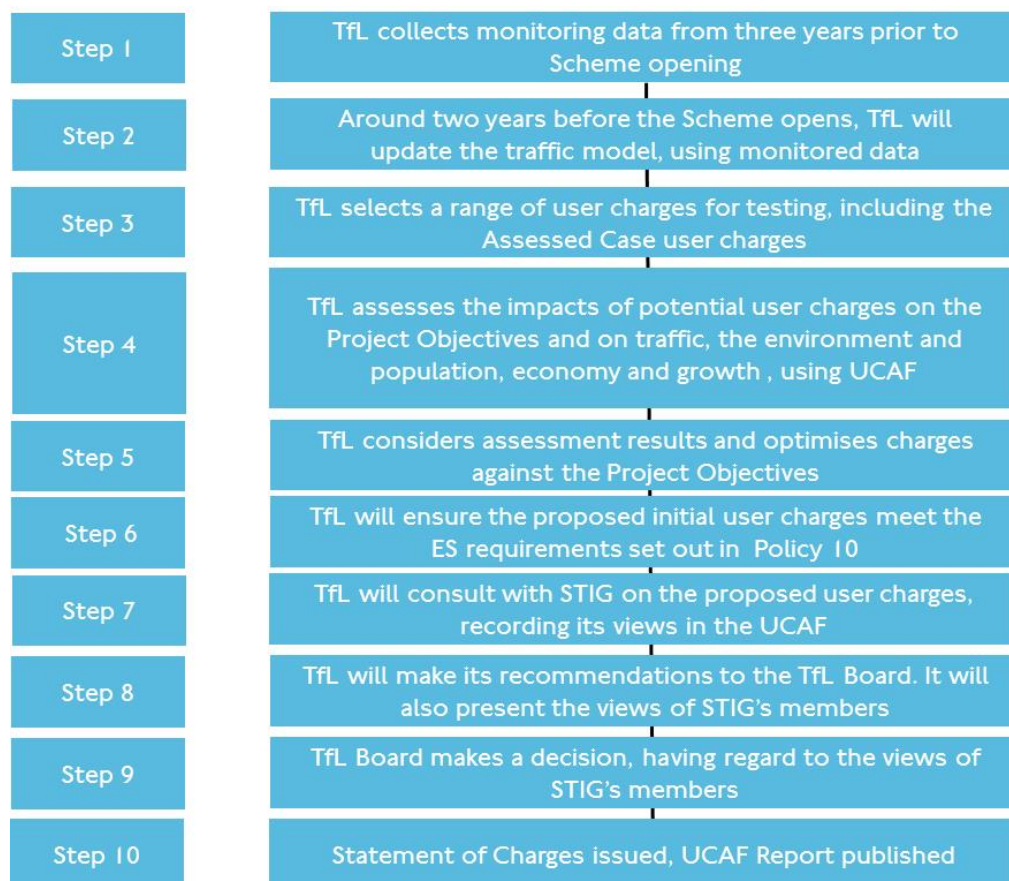 Step 1
TfL collects monitoring data from three years prior to
Scheme opening
Step 2
Around two years before the Scheme opens, TfL will
update the traffic model, using monitored data
Step 3
TfL selects a range of user charges for testing, including the
Assessed Case user charges
Step 4
TfL assesses the impacts of potential user charges on the
Project Objectives and on traffic, the environment and
population, economy and growth , using UCAF
Step 5
TfL considers assessment results and optimises charges
against the Project Objectives
Step 6
TfL will ensure the proposed initial user charges meet the
ES requirements set out in Policy 10
Step 7
TfL will consult with STIG on the proposed user charges,
recording its views in the UCAF
Step 8
TfL will make its recommendations to the TfL Board. It will
also present the views of STIG’s members
Step 9
TfL Board makes a decision, having regard to the views of
STIG’s members
Step 10
Statement of Charges issued, UCAF Report published